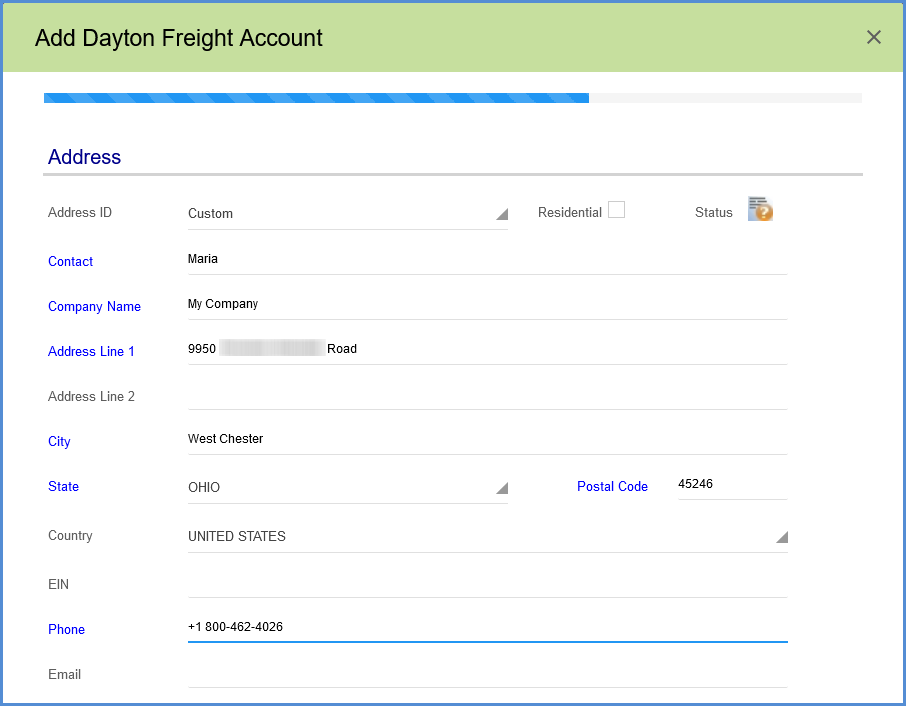 Add Dayton Freight Account
Address
Address ID Custom Residential Status
Contact Maria
Company Name My Company
Address Line 1 9950 Road
Address Line 2
City West Chester
State OHIO Postal Code 45246
Country UNITED STATES
EIN
Phone +1 800-462-4026
Email